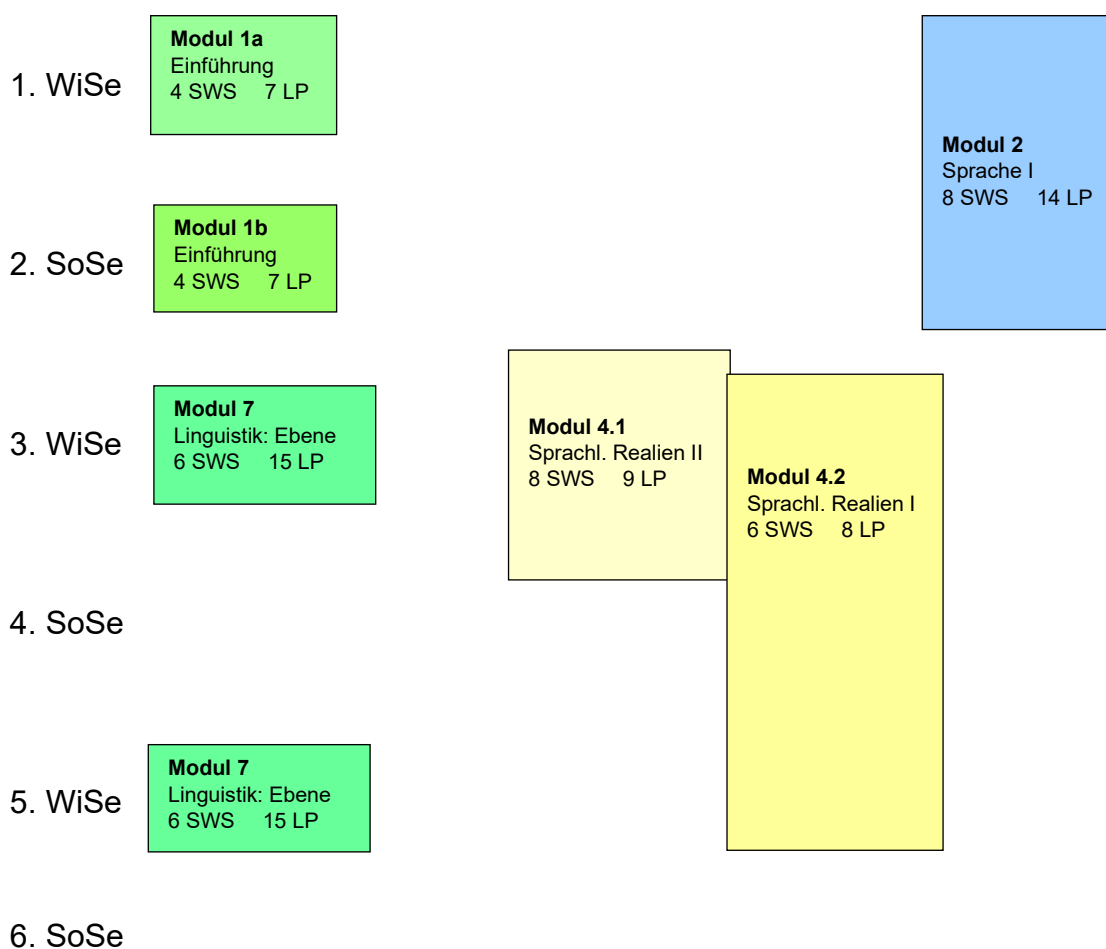 1. WiSe
Modul 1a
Einführung
4 SWS 7 LP
Modul 2
Sprache I
8 SWS 14 LP
2. SoSe
Modul 1b
Einführung
4 SWS 7 LP
3. WiSe
Modul 7
Linguistik: Ebene
6 SWS 15 LP
Modul 4.1
Sprachl. Realien II
8 SWS 9 LP
Modul 4.2
Sprachl. Realien I
6 SWS 8 LP
4. SoSe
5. WiSe
Modul 7
Linguistik: Ebene
6 SWS 15 LP
6. SoSe